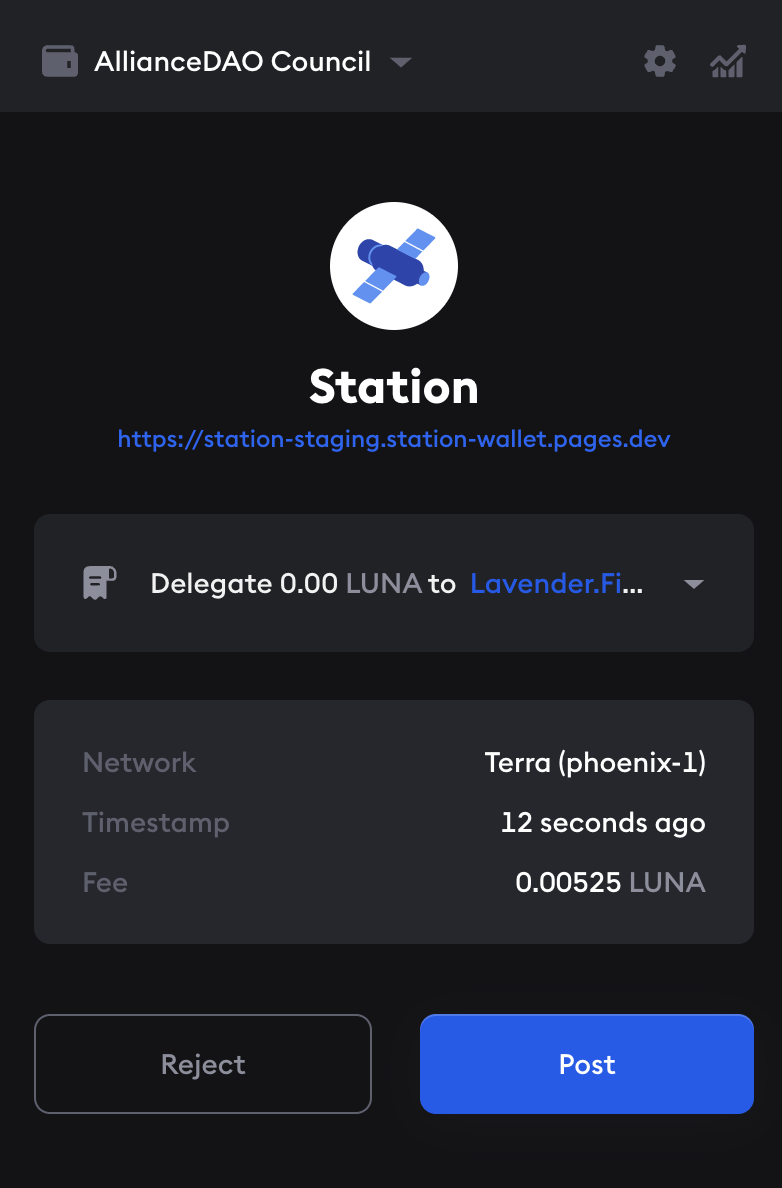 AllianceDAO Council
Station
https://station-staging.station-wallet.pages.dev
Delegate 0.00 LUNA to Lavender.Fi...
Network Terra (phoenix-1)
Timestamp 12 seconds ago
Fee 0.00525 LUNA
Reject Post